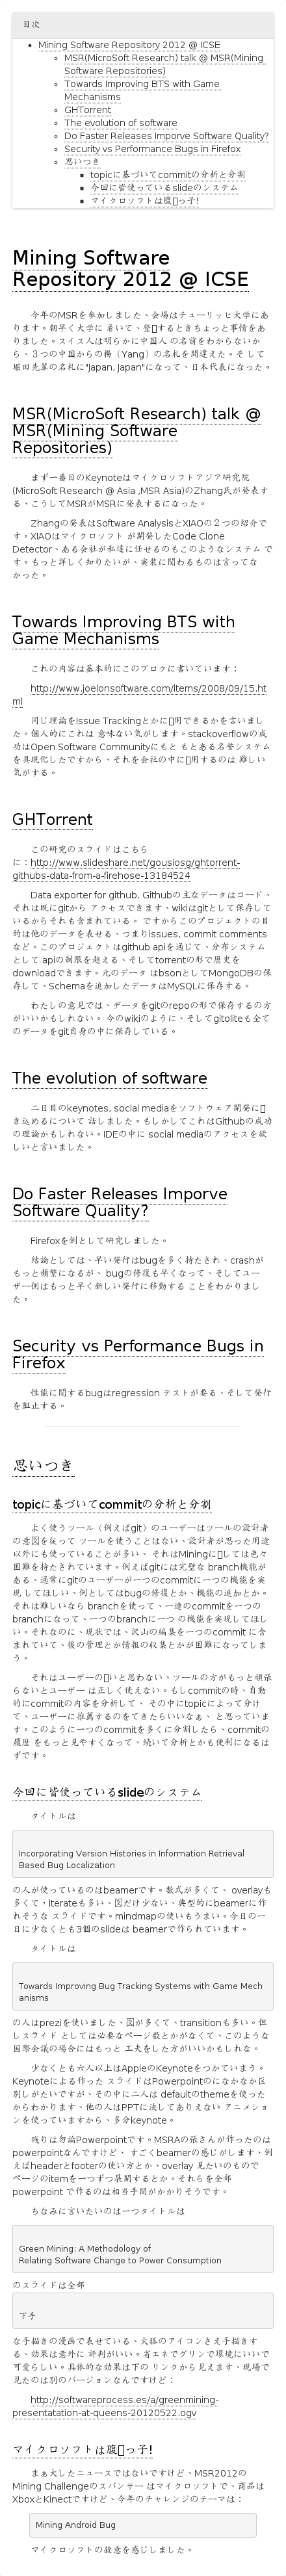 目次
Mining Software Repository 2012 @ ICSE
MSR(MicroSoft Research) talk @ MSR(Mining
Software Repositories)
Towards Improving BTS with Game
Mechanisms
GHTorrent
The evolution of software
Do Faster Releases Imporve Software Quality?
Security vs Performance Bugs in Firefox
思いつき
topicに基づいてcommitの分析と分割
今回に皆使っているslideのシステム
マイクロソフトは腹っ子!
Mining Software
Repository 2012 @ ICSE
今年のMSRを参加しました、会場はチューリッヒ大学にあ
ります。朝早く大学に 着いて、登するときちょっと事情をあ
りました。スイス人は明らかに中国人 の名前をわからないか
ら、3つの中国からの楊（Yang）の名札を間違えた。そ して
堀田先輩の名札に"Japan, Japan"になって、日本代表になった。
MSR(MicroSoft Research) talk @
MSR(Mining Software
Repositories)
まず一番目のKeynoteはマイクロソフトアジア研究院
(MicroSoft Research @ Asia ,MSR Asia)のZhang氏が発表す
る、こうしてMSRがMSRに発表するになった。
Zhangの発表はSoftware AnalysisとXIAOの２つの紹介で
す。XIAOはマイクロソフト が開発したCode Clone
Detector、ある会社が私達に任せるのもこのようなシステム で
す。もっと詳しく知りたいが、実装に関わるものは言ってな
かった。
Towards Improving BTS with
Game Mechanisms
これの内容は基本的にこのブロクに書いています：
http://www.joelonsoftware.com/items/2008/09/15.ht
ml
同じ理論をIssue Trackingとかに用できるかを言いまし
た。個人的にこれは 意味ない気がします。stackoverflowの成
功はOpen Software Communityにもと もとある名誉システム
を具現化したですから、それを会社の中に用するのは 難しい
気がする。
GHTorrent
この研究のスライドはこちら
に：http://www.slideshare.net/gousiosg/ghtorrent-
githubs-data-from-a-firehose-13184524
Data exporter for github. Githubの主なデータはコード、
それは既にgitから アクセスできます、wikiはgitとして保存して
いるからそれも含まれている。 ですからこのプロジェクトの目
的は他のデータを表せる、つまりissues, commit comments
など。このプロジェクトはgithub apiを通じて、分布システム
として apiの制限を超える、そしてtorrentの形で歴史を
downloadできます。元のデータ はbsonとしてMongoDBの保
存して、Schemaを追加したデータはMySQLに保存する。
わたしの意見では、データをgitのrepoの形で保存するの方
がいいかもしれない。 今のwikiのように、そしてgitoliteも全て
のデータをgit自身の中に保存している。
The evolution of software
二日目のkeynotes, social mediaをソフトウェア開発に
き込めるについて 話しました。もしかしてこれはGithubの成功
の理論かもしれない。IDEの中に social mediaのアクセスを欲
しいと言いました。
Do Faster Releases Imporve
Software Quality?
Firefoxを例として研究しました。
結論としては、早い発行はbugを多く持たされ、crashが
もっと頻繁になるが、 bugの修復も早くなって、そしてユー
ザー側はもっと早く新しい発行に移動する ことをわかりまし
た。
Security vs Performance Bugs in
Firefox
性能に関するbugはregression テストが要る、そして発行
を阻止する。
思いつき
topicに基づいてcommitの分析と分割
よく使うツール（例えばgit）のユーザーはツールの設計者
の意図を従って ツールを使うことはない、設計者が思った用途
以外にも使っていることが多い、 それはMiningにしては色々
困難を持たされています。例えばgitには完璧な branch機能が
ある、通常にgitのユーザーが一つのcommitに一つの機能を実
現 してほしい、例としてはbugの修復とか、機能の追加とか。
それは難しいなら branchを使って、一連のcommitを一つの
branchになって、一つのbranchに一つ の機能を実現してほし
い。それなのに、現状では、沢山の編集を一つのcommit に含
まれていて、後の管理とか情報の収集とかが困難になってしま
う。
それはユーザーのいと思わない、ツールの方がもっと頑張
らないとユーザー は正しく使えない。もしcommitの時、自動
的にcommitの内容を分析して、 その中にtopicによって分け
て、ユーザーに推薦するのをできたらいいなぁ、 と思っていま
す。このように一つのcommitを多くに分割したら、commitの
履歴 をもっと見やすくなって、続いて分析とかも便利になるは
ずです。
今回に皆使っているslideのシステム
タイトルは
Incorporating Version Histories in Information Retrieval
Based Bug Localization
の人が使っているのはbeamerです。数式が多くて、 overlayも
多くて・iterateも多い、図だけ少ない、典型的にbeamerに作
れそうな スライドです。mindmapの使いもうまい。今日の一
日に少なくとも3個のslideは beamerで作られています。
タイトルは
Towards Improving Bug Tracking Systems with Game Mech
anisms
の人はpreziを使いました、図が多くて、transitionも多い。但
しスライド としては必要なページ数とかがなくて、このような
国際会議の場合にはもっと 工夫をした方がいいかもしれな。
少なくとも六人以上はAppleのKeynoteをつかていまう。
Keynoteによる作った スライドはPowerpointのになかなか区
別しがたいですが、その中に二人は defaultのthemeを使った
からわかります、他の人はPPTに決してありえない アニメーショ
ンを使っていますから、多分keynote。
残りは勿論Powerpointです。MSRAの張さんが作ったのは
powerpointなんですけど、 すごくbeamerの感じがします、例
えばheaderとfooterの使い方とか、overlay 見たいのもので
ページのitemを一つずつ展開するとか。それらを全部
powerpoint で作るのは相当手間がかかりそうです。
ちなみに言いたいのは一つタイトルは
Green Mining: A Methodology of
Relating Software Change to Power Consumption
のスライドは全部
下手
な手描きの漫画で表せている、火狐のアイコンさえ手描きす
る、効果は意外に 評判がいい。省エネでグリンで環境にいいで
可愛らしい。具体的な効果は下の リンクから見えます、現場で
見たのは別のバージョンなんですけど：
http://softwareprocess.es/a/greenmining-
presentatation-at-queens-20120522.ogv
マイクロソフトは腹っ子!
まぁ大したニュースではないですけど、MSR2012の
Mining Challengeのスバンサー はマイクロソフトで、商品は
XboxとKinectですけど、今年のチャレンジのテーマは：
Mining Android Bug
マイクロソフトの殺意を感じしました。